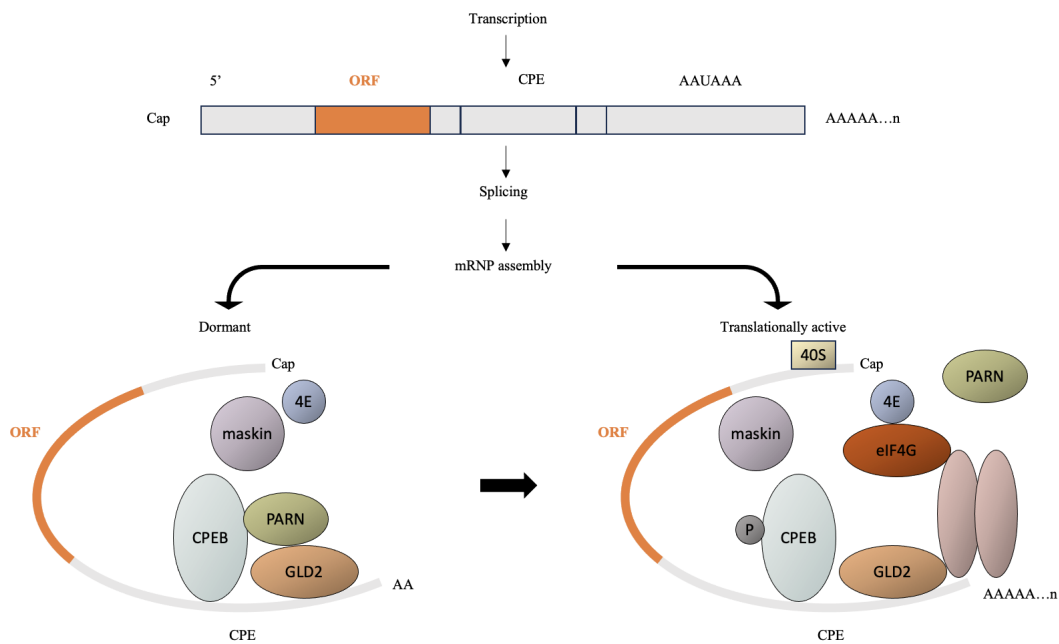 Transcription
5’ ORF CPE AAUAAA
Cap AAAAA…n
Splicing
mRNP assembly
Dormant Translationally active
40S
Cap Cap
PARN
4E 4E
ORF maskin ORF maskin eIF4G
PARN
CPEB P CPEB
GLD2 GLD2
AA AAAAA…n
CPE CPE